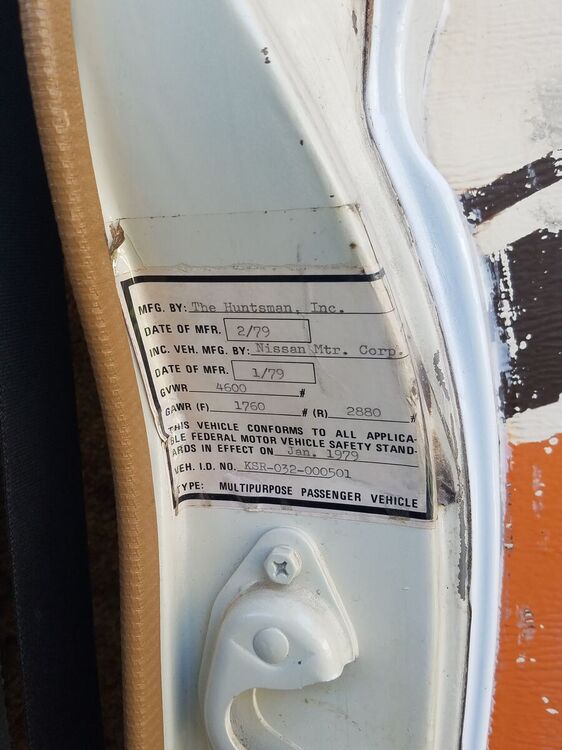 MFG. BY: The Huntsman, Inc.
DATE OF MFR. 2/79
INC. VEH. MFG. BY: Nissan Mtr. Corp.
DATE OF MFR. 1/79
GVWR 4600 #
GAWR (F) 1760 # (R) 2880 #
THIS VEHICLE CONFORMS TO ALL APPLICA-
BLE FEDERAL MOTOR VEHICLE SAFETY STAND-
ARDS IN EFFECT ON Jan. 1979
VEH. I.D. NO. KSR-032-000501
TYPE: MULTIPURPOSE PASSENGER VEHICLE